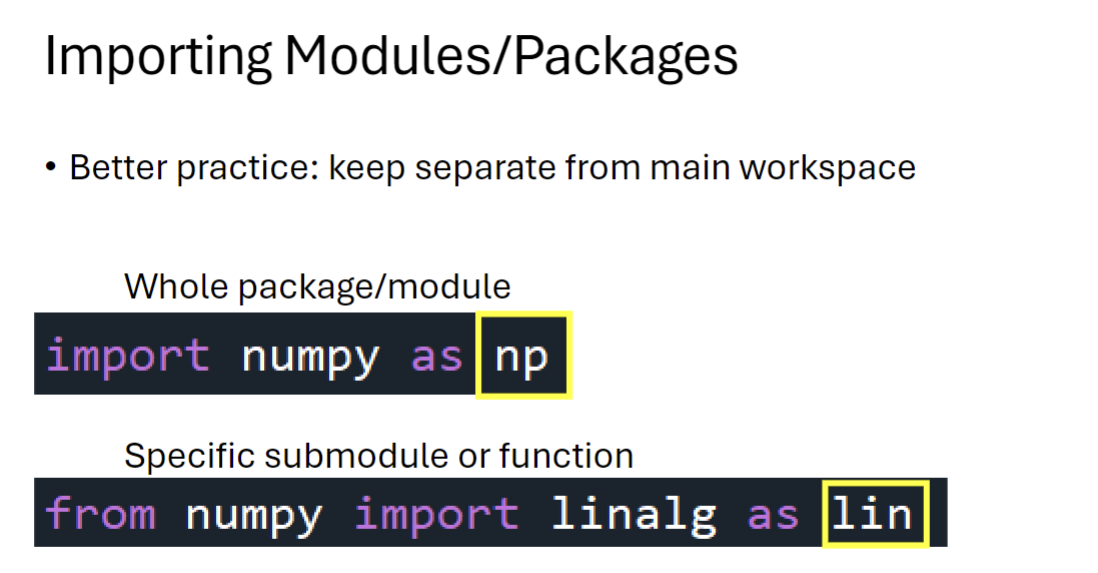 Importing Modules/Packages
• Better practice: keep separate from main workspace
Whole package/module
import numpy as np
Specific submodule or function
from numpy import linalg as lin